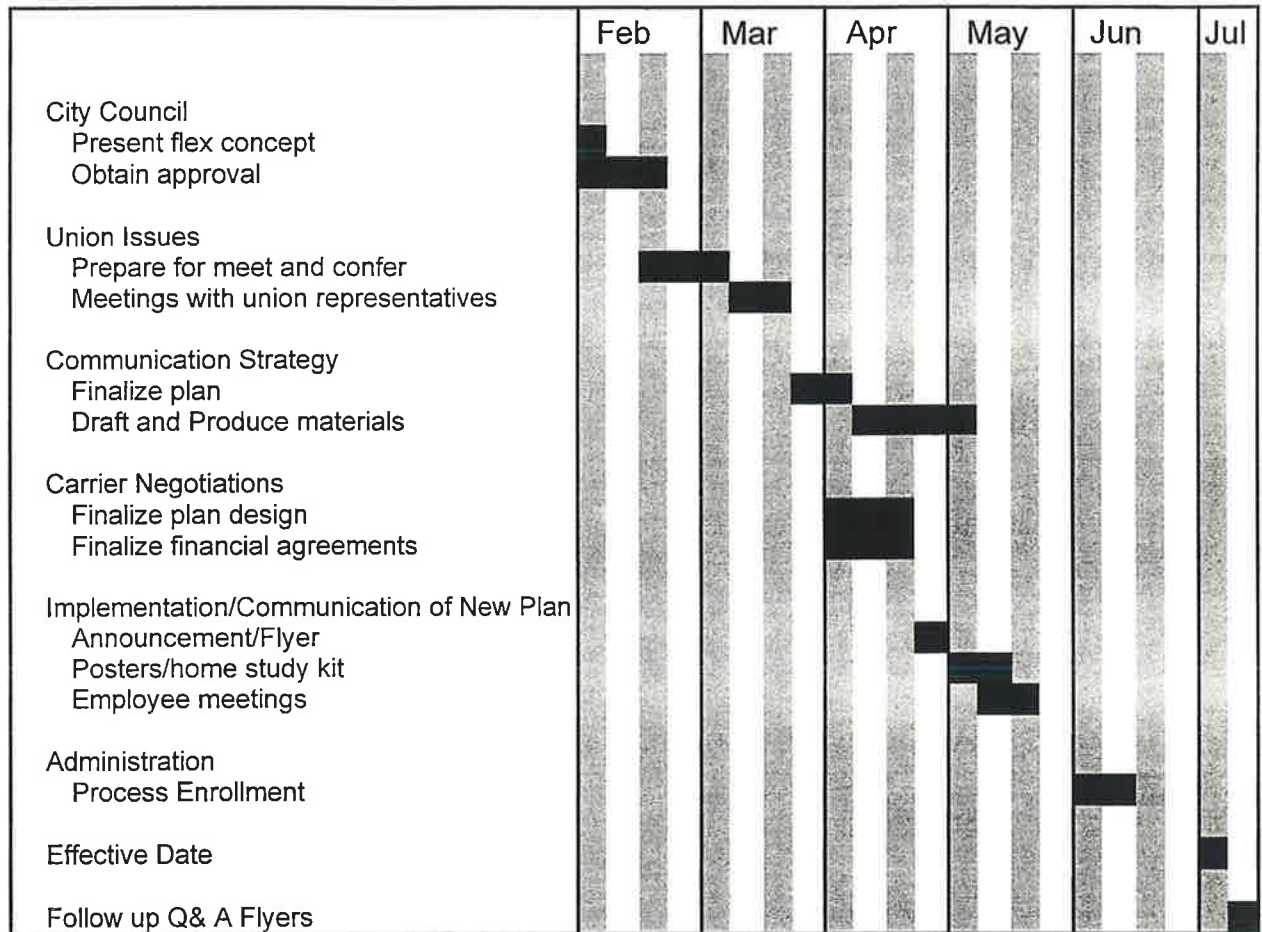 Feb Mar Apr May Jun Jul
City Council
Present flex concept
Obtain approval
Union Issues
Prepare for meet and confer
Meetings with union representatives
Communication Strategy
Finalize plan
Draft and Produce materials
Carrier Negotiations
Finalize plan design
Finalize financial agreements
Implementation/Communication of New Plan
Announcement/Flyer
Posters/home study kit
Employee meetings
Administration
Process Enrollment
Effective Date
Follow up Q& A Flyers